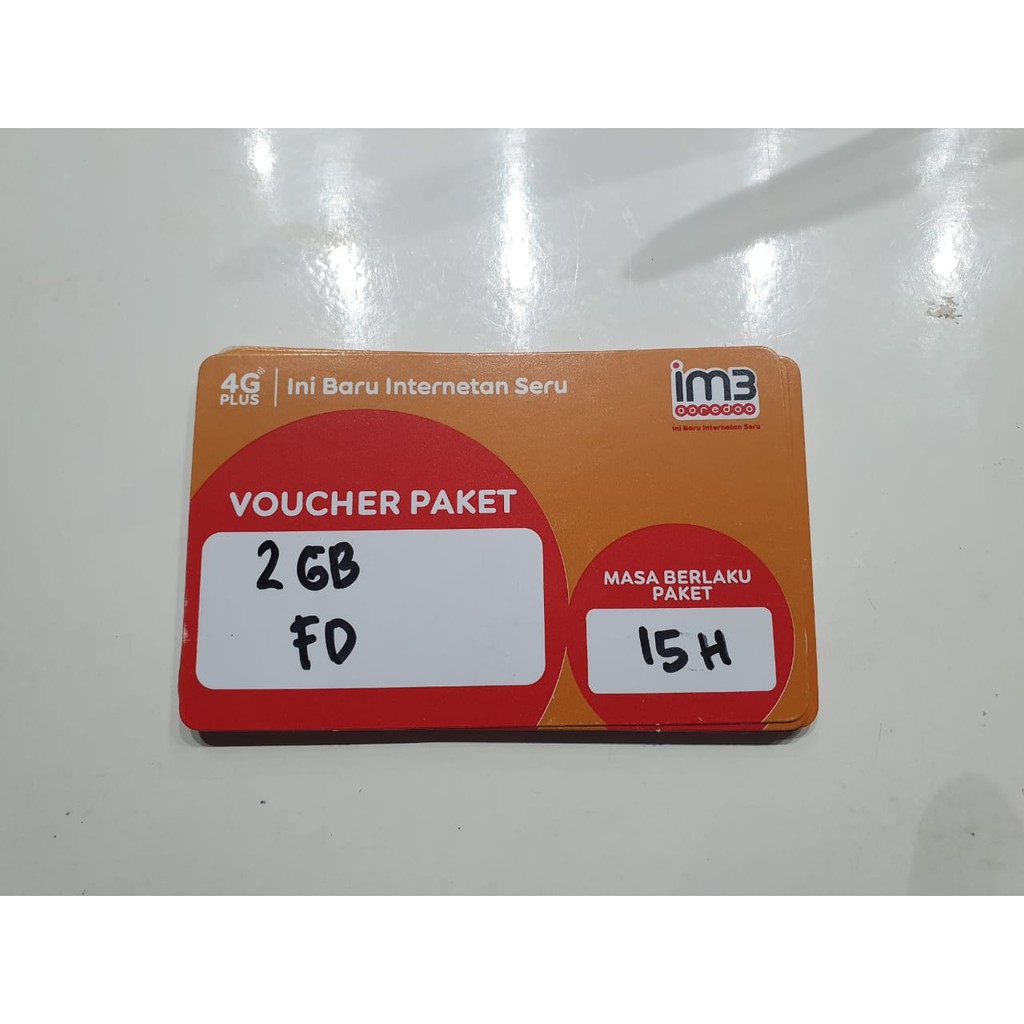 4G PLUS | Ini Baru Internetan Seru
im3
ooredoo
Ini Baru Internetan Seru
VOUCHER PAKET
2 GB
FD
MASA BERLAKU
PAKET
15 H